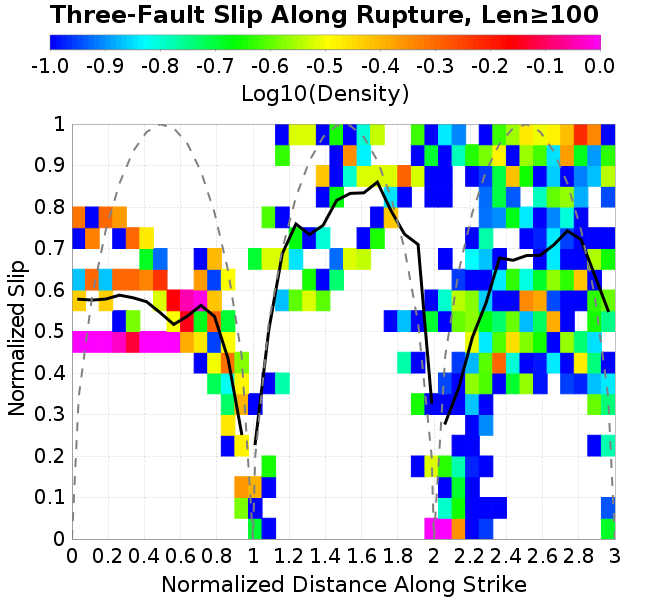 Three-Fault Slip Along Rupture, Len≥100
-1.0 -0.9 -0.8 -0.7 -0.6 -0.5 -0.4 -0.3 -0.2 -0.1 0.0
Log10(Density)
1
0.9
0.8
0.7
0.6
0.5
0.4
0.3
0.2
0.1
0
Normalized Slip
0 0.2 0.4 0.6 0.8 1 1.2 1.4 1.6 1.8 2 2.2 2.4 2.6 2.8 3
Normalized Distance Along Strike